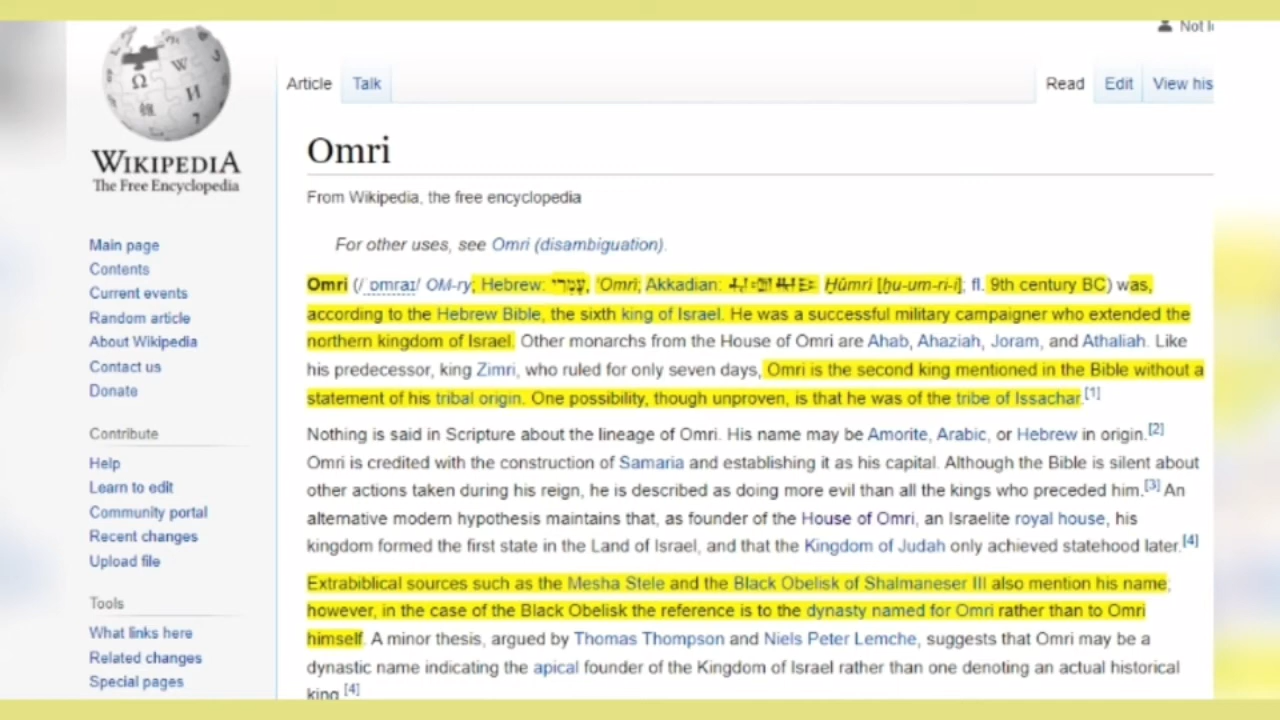 Not l
Article Talk Read Edit View his
WIKIPEDIA
The Free Encyclopedia
Omri
From Wikipedia, the free encyclopedia
For other uses, see Omri (disambiguation).
Omri (/ˈɒmraɪ/ OM-ry; Hebrew: עָמְרִי, ‘Omrī; Akkadian: Ḫûmrî [ḫu-um-ri-i]; fl. 9th century BC) was,
according to the Hebrew Bible, the sixth king of Israel. He was a successful military campaigner who extended the
northern kingdom of Israel. Other monarchs from the House of Omri are Ahab, Ahaziah, Joram, and Athaliah. Like
his predecessor, king Zimri, who ruled for only seven days, Omri is the second king mentioned in the Bible without a
statement of his tribal origin. One possibility, though unproven, is that he was of the tribe of Issachar.[1]
Nothing is said in Scripture about the lineage of Omri. His name may be Amorite, Arabic, or Hebrew in origin.[2]
Omri is credited with the construction of Samaria and establishing it as his capital. Although the Bible is silent about
other actions taken during his reign, he is described as doing more evil than all the kings who preceded him.[3] An
alternative modern hypothesis maintains that, as founder of the House of Omri, an Israelite royal house, his
kingdom formed the first state in the Land of Israel, and that the Kingdom of Judah only achieved statehood later.[4]
Extrabiblical sources such as the Mesha Stele and the Black Obelisk of Shalmaneser III also mention his name;
however, in the case of the Black Obelisk the reference is to the dynasty named for Omri rather than to Omri
himself. A minor thesis, argued by Thomas Thompson and Niels Peter Lemche, suggests that Omri may be a
dynastic name indicating the apical founder of the Kingdom of Israel rather than one denoting an actual historical
king.[4]
Main page
Contents
Current events
Random article
About Wikipedia
Contact us
Donate
Contribute
Help
Learn to edit
Community portal
Recent changes
Upload file
Tools
What links here
Related changes
Special pages